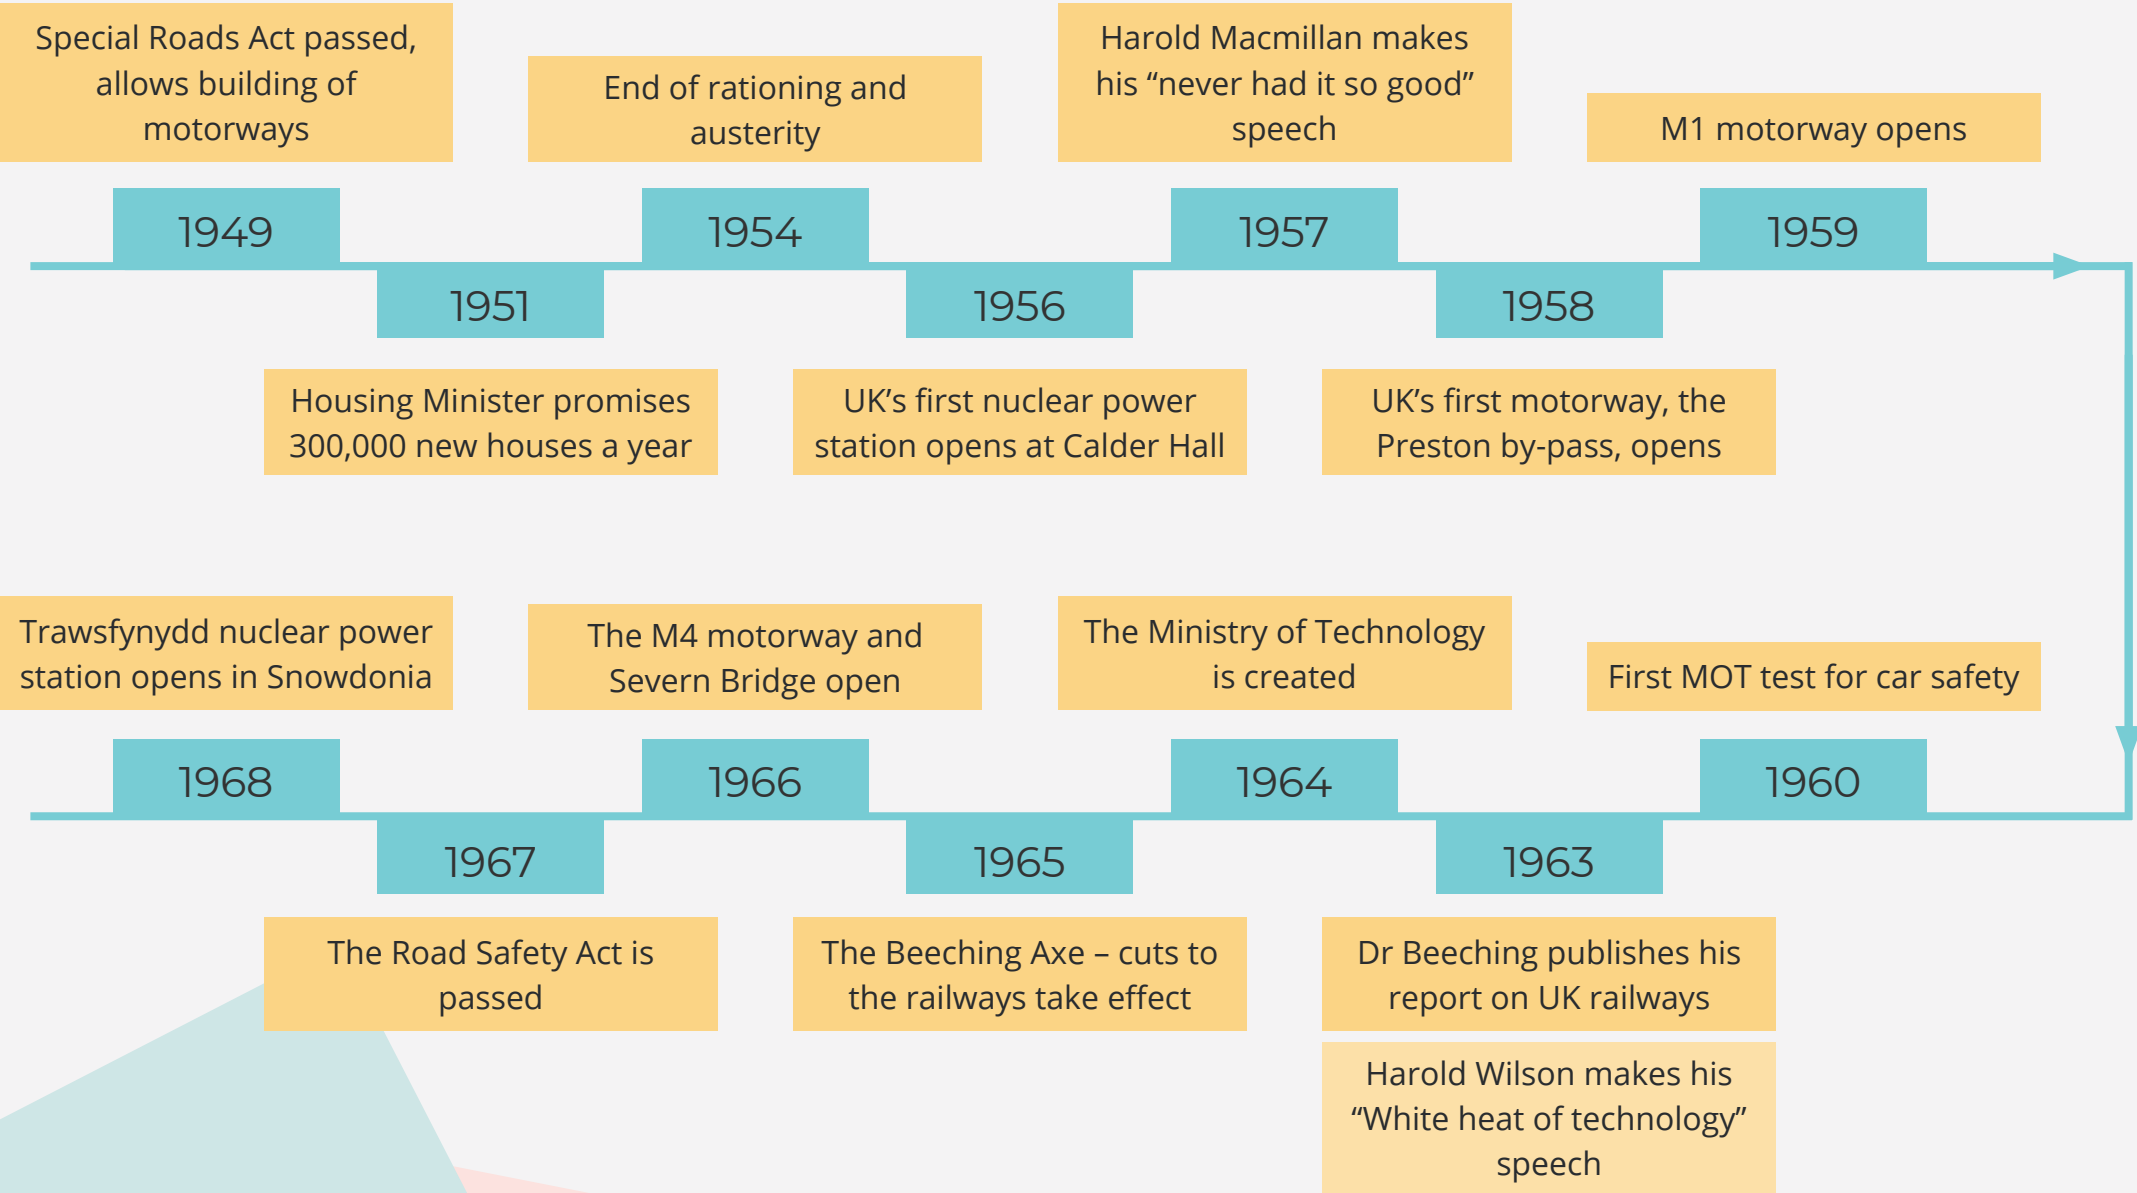 Special Roads Act passed,
allows building of
motorways
1949
1951
Housing Minister promises
300,000 new houses a year
End of rationing and
austerity
1954
1956
UK’s first nuclear power
station opens at Calder Hall
Harold Macmillan makes
his “never had it so good”
speech
1957
1958
UK’s first motorway, the
Preston by-pass, opens
M1 motorway opens
1959
First MOT test for car safety
1960
1963
Dr Beeching publishes his
report on UK railways
Harold Wilson makes his
“White heat of technology”
speech
The Ministry of Technology
is created
1964
1965
The Beeching Axe – cuts to
the railways take effect
The M4 motorway and
Severn Bridge open
1966
1967
The Road Safety Act is
passed
Trawsfynydd nuclear power
station opens in Snowdonia
1968